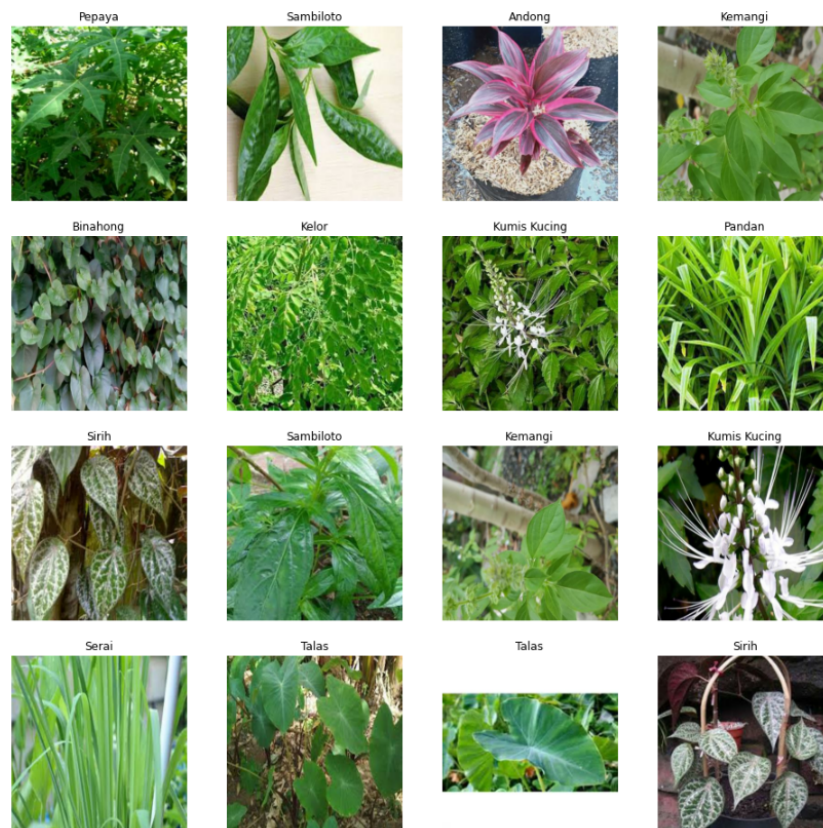 Pepaya
Sambiloto
Andong
Kemangi
Binahong
Kelor
Kumis Kucing
Pandan
Sirih
Sambiloto
Kemangi
Kumis Kucing
Serai
Talas
Talas
Sirih